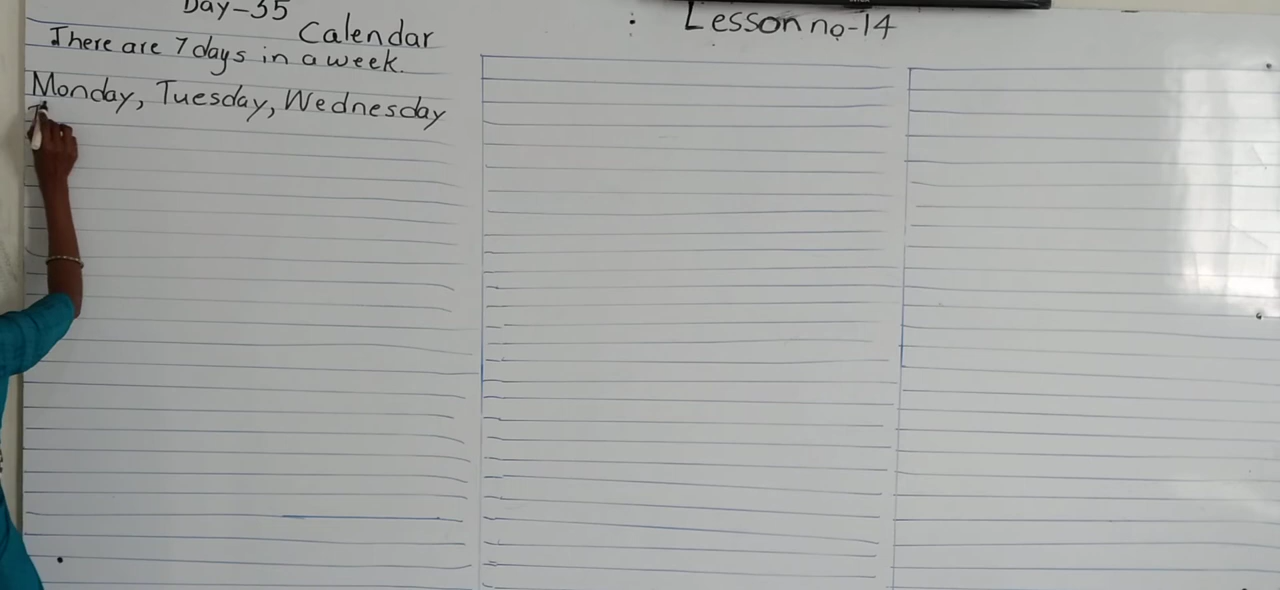 Day-35
: Lesson no-14
Calendar
There are 7 days in a week.
Monday, Tuesday, Wednesday
T